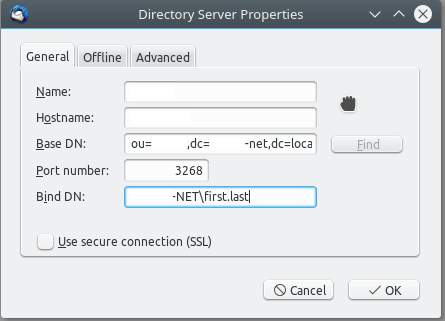 Directory Server Properties
General Offline Advanced
Name:
Hostname:
Base DN: ou= ,dc= -net,dc=loca Find
Port number: 3268
Bind DN: -NET\first.last
Use secure connection (SSL)
Cancel OK